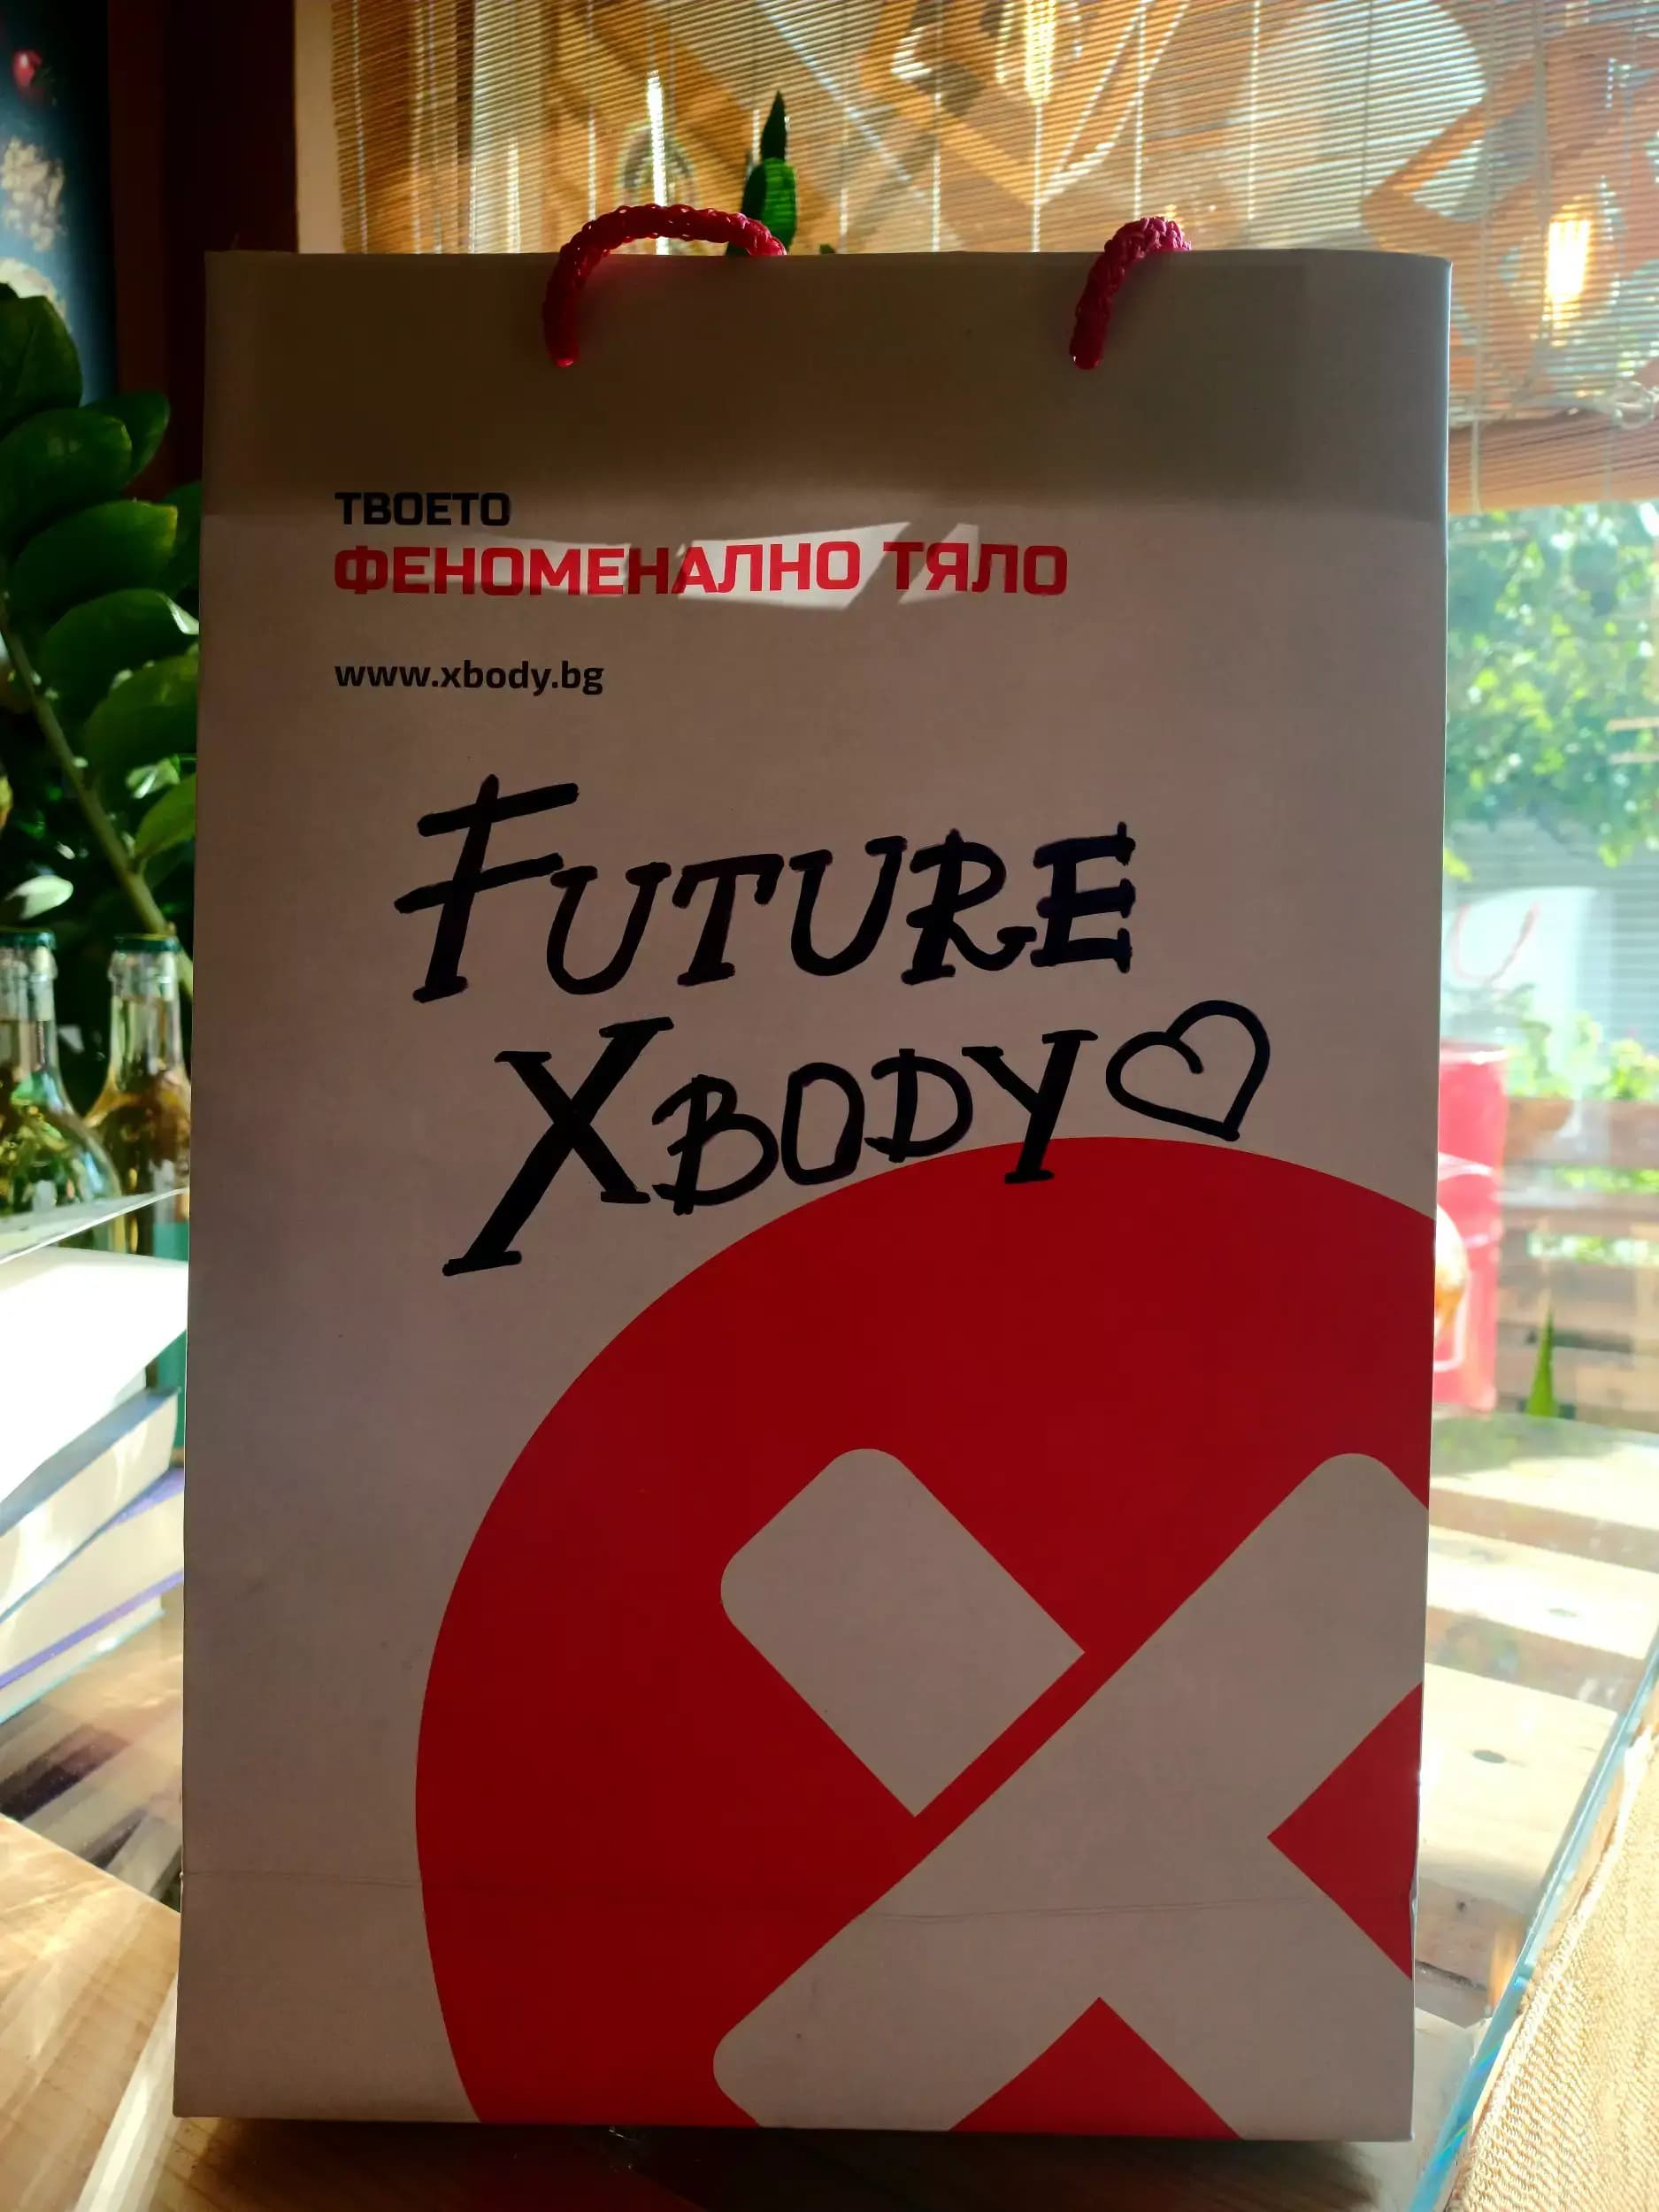 ТВОЕТО
ФЕНОМЕНАЛНО ТЯЛО
www.xbody.bg
FUTURE
XBODY♡
X